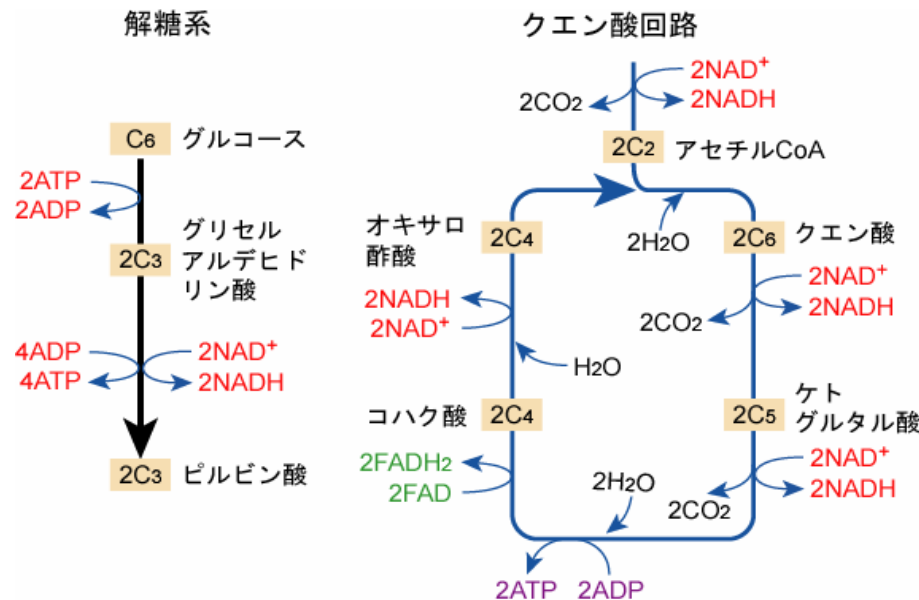 解糖系
C6 グルコース
2ATP
2ADP
2C3
グリセル
アルデヒド
リン酸
4ADP
4ATP
2NAD+
2NADH
2C3 ピルビン酸
クエン酸回路
2NAD+
2NADH
2CO2
2C2 アセチルCoA
2H2O
2C6 クエン酸
2NAD+
2NADH
2CO2
2C5
ケト
グルタル酸
2NAD+
2NADH
2CO2
2H2O
2ATP 2ADP
2FADH2
2FAD
コハク酸 2C4
H2O
2NADH
2NAD+
オキサロ
酢酸
2C4